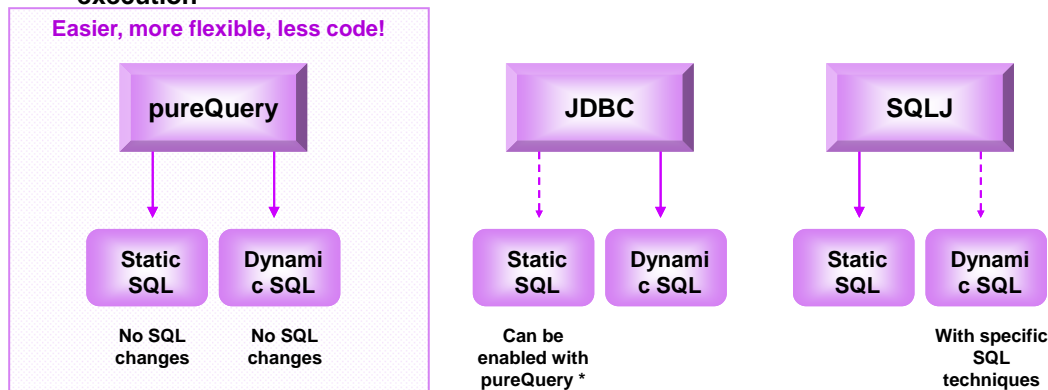 execution
Easier, more flexible, less code!
pureQuery
JDBC
SQLJ
Static
SQL
Dynami
c SQL
Static
SQL
Dynami
c SQL
Static
SQL
Dynami
c SQL
No SQL
changes
No SQL
changes
Can be
enabled with
pureQuery *
With specific
SQL
techniques